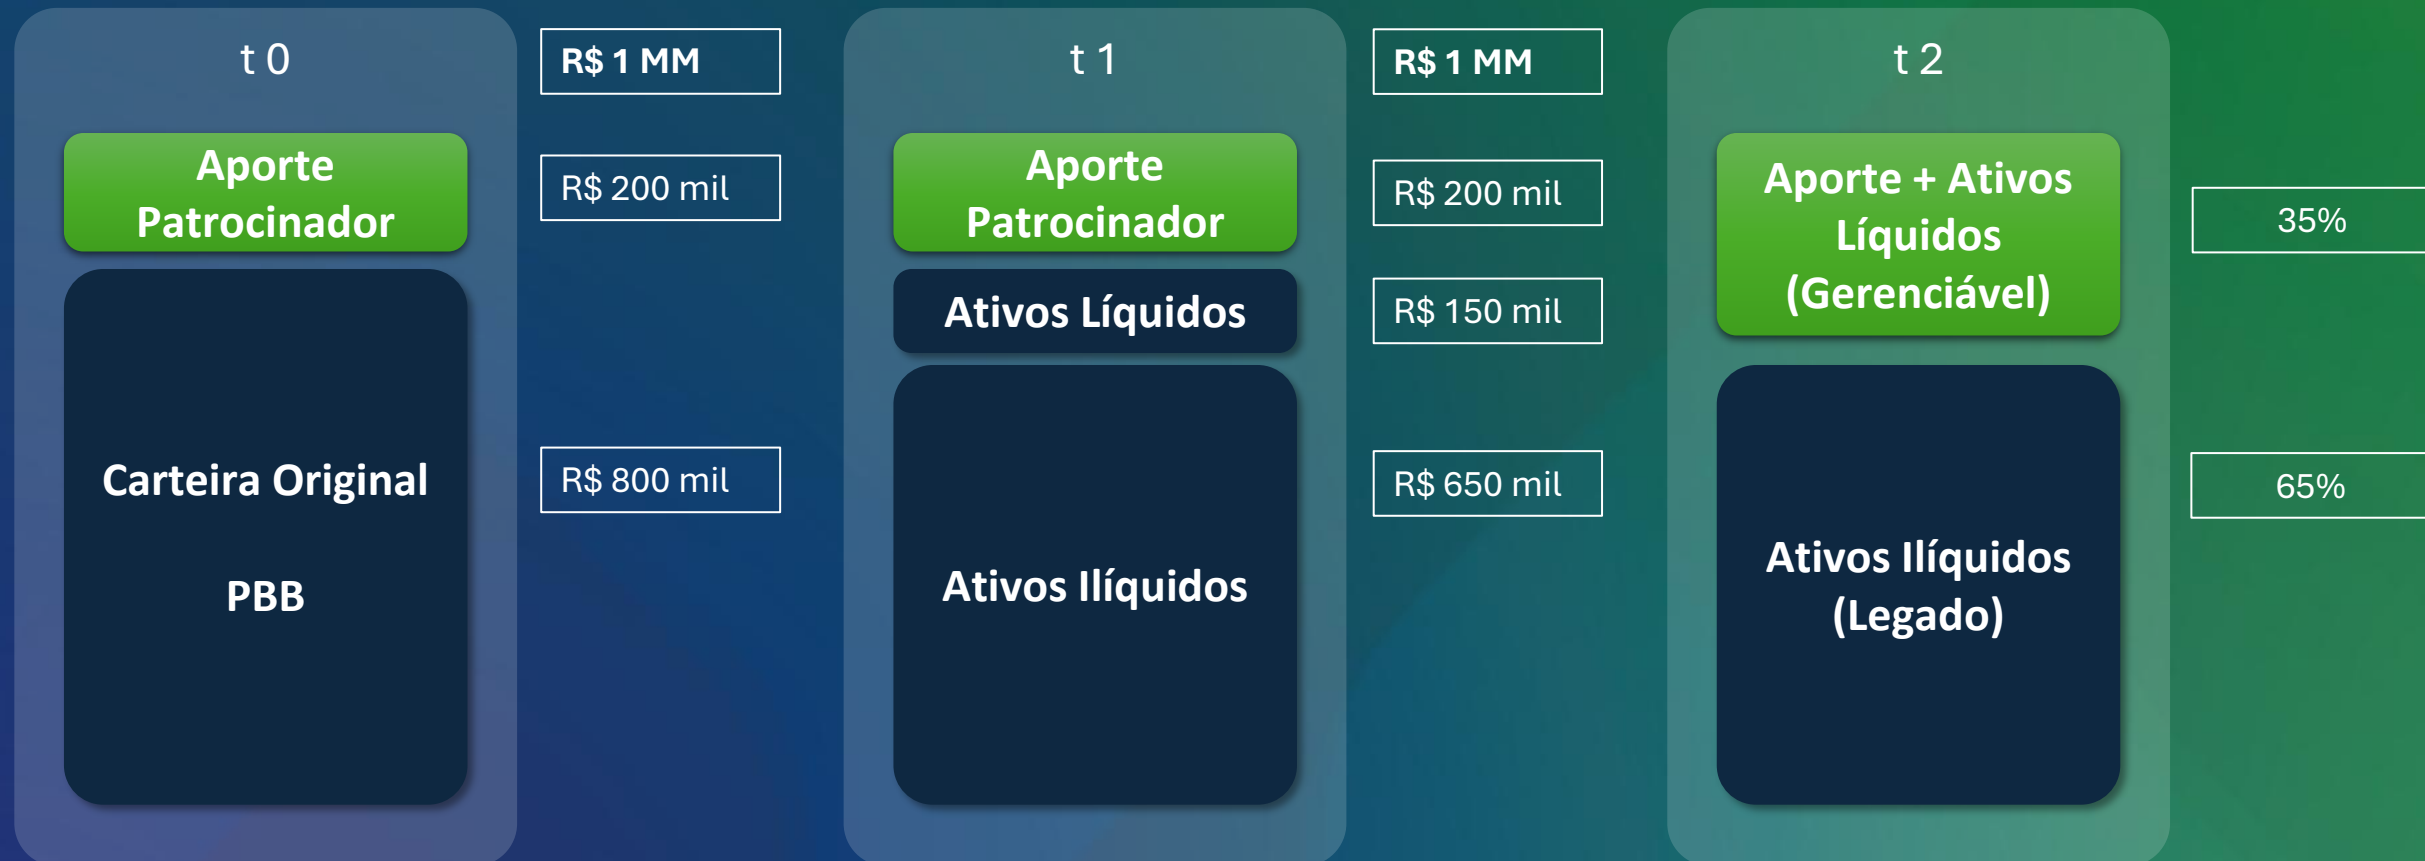 t 0
R$ 1 MM
Aporte
Patrocinador
R$ 200 mil
Carteira Original
PBB
R$ 800 mil
t 1
R$ 1 MM
Aporte
Patrocinador
R$ 200 mil
Ativos Líquidos
R$ 150 mil
Ativos Ilíquidos
R$ 650 mil
t 2
Aporte + Ativos
Líquidos
(Gerenciável)
35%
Ativos Ilíquidos
(Legado)
65%